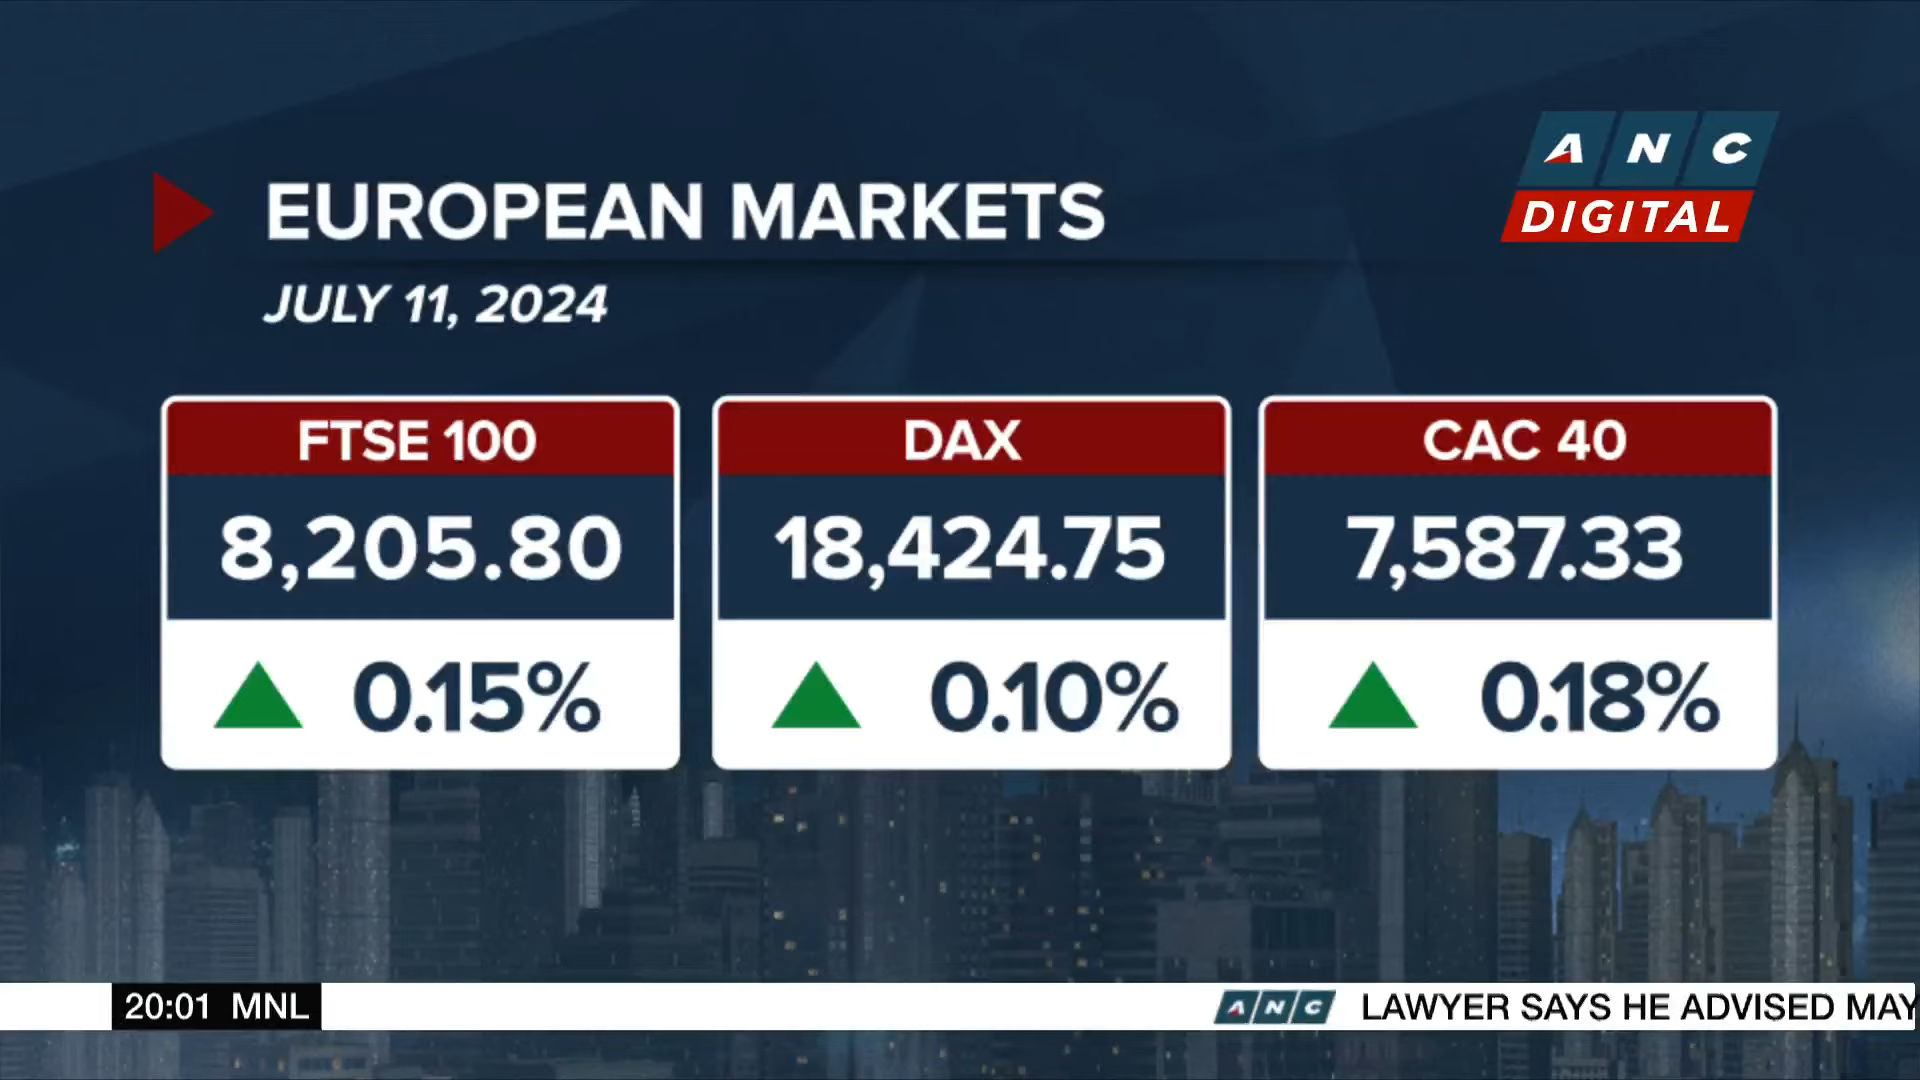 EUROPEAN MARKETS
JULY 11, 2024
ANC
DIGITAL
FTSE 100
8,205.80
0.15%
DAX
18,424.75
0.10%
CAC 40
7,587.33
0.18%
20:01 MNL
ANC LAWYER SAYS HE ADVISED MAY